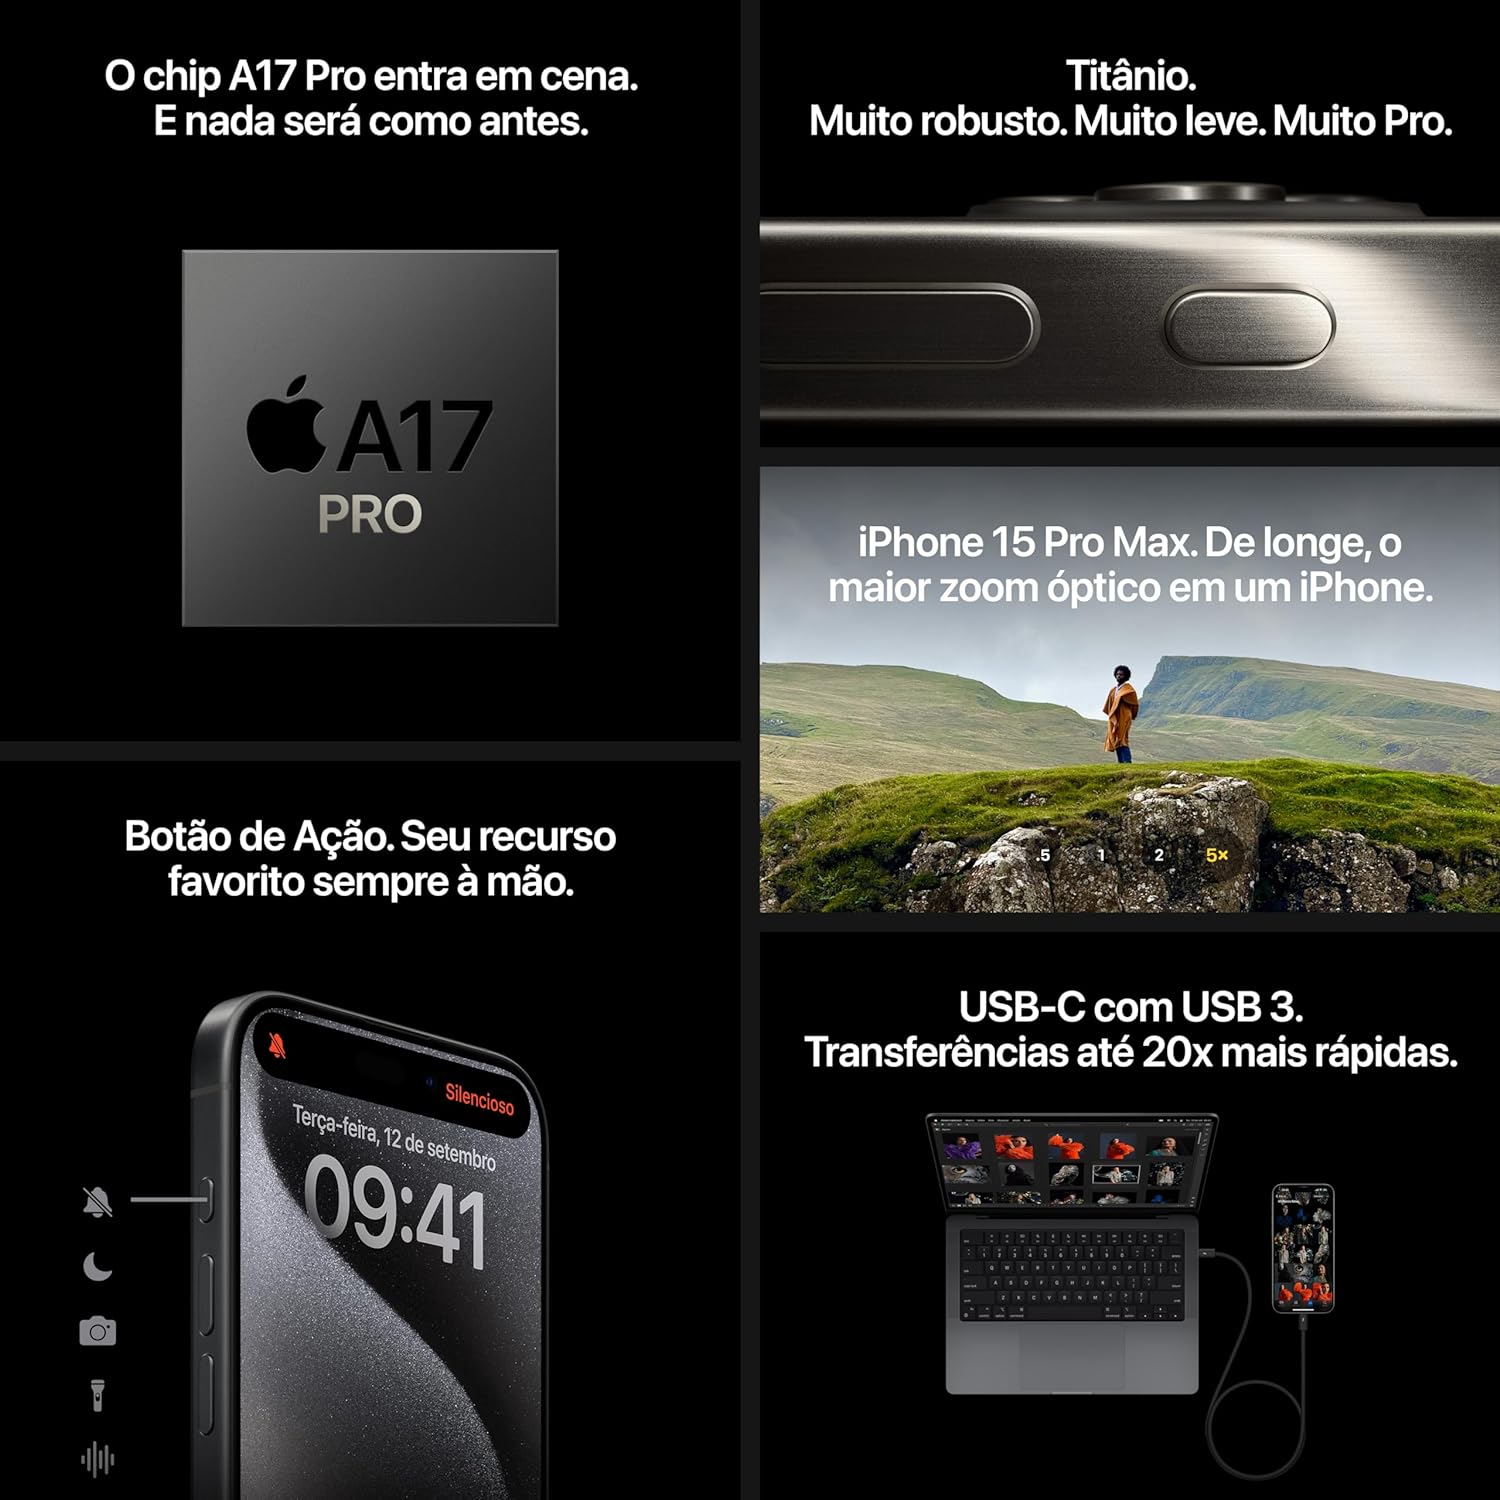 O chip A17 Pro entra em cena.
E nada será como antes.
A17
PRO
Titânio.
Muito robusto. Muito leve. Muito Pro.
iPhone 15 Pro Max. De longe, o
maior zoom óptico em um iPhone.
.5 1 2 5×
Botão de Ação. Seu recurso
favorito sempre à mão.
Silencioso
Terça-feira, 12 de setembro
09:41
USB-C com USB 3.
Transferências até 20x mais rápidas.